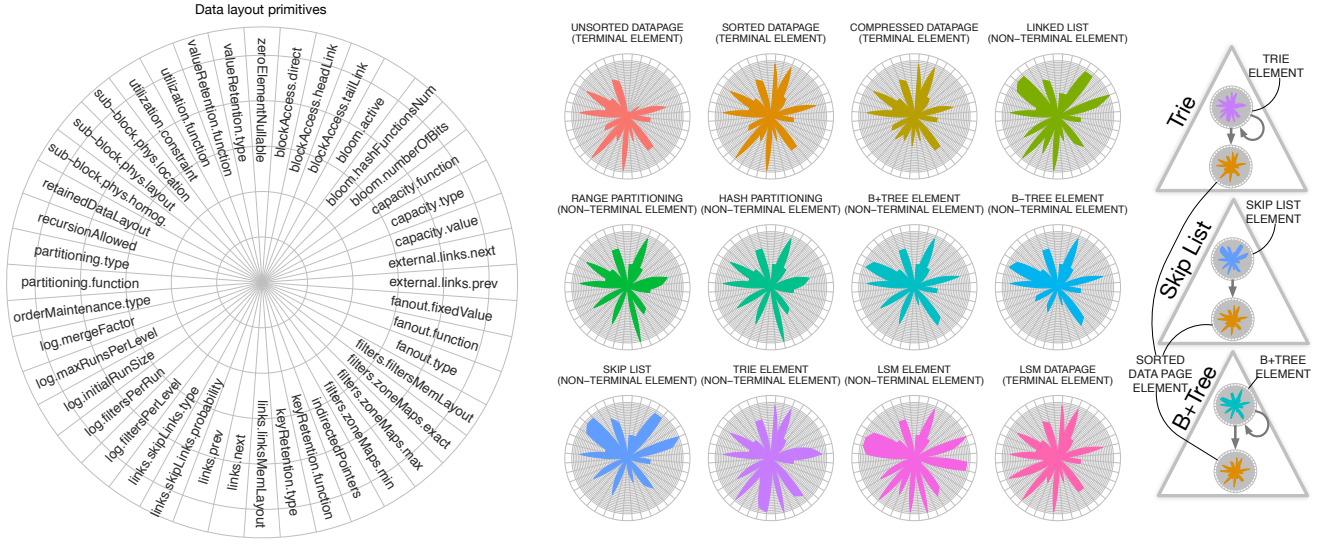 Data layout primitives
zeroElementNullable
blockAccess.direct
blockAccess.headLink
blockAccess.tailLink
bloom.active
bloom.hashFunctionsNum
bloom.numberOfBits
capacity.function
capacity.type
capacity.value
external.links.next
external.links.prev
fanout.fixedValue
fanout.function
fanout.type
filters.filtersMemLayout
filters.zoneMaps.exact
filters.zoneMaps.max
filters.zoneMaps.min
indirectedPointers
keyRetention.function
keyRetention.type
links.linksMemLayout
links.next
links.prev
links.skipLinks.probability
links.skipLinks.type
log.filtersPerLevel
log.filtersPerRun
log.initialRunSize
log.maxRunsPerLevel
log.mergeFactor
orderMaintenance.type
partitioning.function
partitioning.type
recursionAllowed
retainedDataLayout
sub−block.phys.homog.
sub−block.phys.layout
sub−block.phys.location
utilization.constraint
utilization.function
valueRetention.function
valueRetention.type
UNSORTED DATAPAGE
(TERMINAL ELEMENT)
SORTED DATAPAGE
(TERMINAL ELEMENT)
COMPRESSED DATAPAGE
(TERMINAL ELEMENT)
LINKED LIST
(NON−TERMINAL ELEMENT)
RANGE PARTITIONING
(NON−TERMINAL ELEMENT)
HASH PARTITIONING
(NON−TERMINAL ELEMENT)
B+TREE ELEMENT
(NON−TERMINAL ELEMENT)
B−TREE ELEMENT
(NON−TERMINAL ELEMENT)
SKIP LIST
(NON−TERMINAL ELEMENT)
TRIE ELEMENT
(NON−TERMINAL ELEMENT)
LSM ELEMENT
(NON−TERMINAL ELEMENT)
LSM DATAPAGE
(TERMINAL ELEMENT)
Trie
TRIE
ELEMENT
Skip List
SKIP LIST
ELEMENT
SORTED
DATA PAGE
ELEMENT
B+Tree
B+TREE
ELEMENT